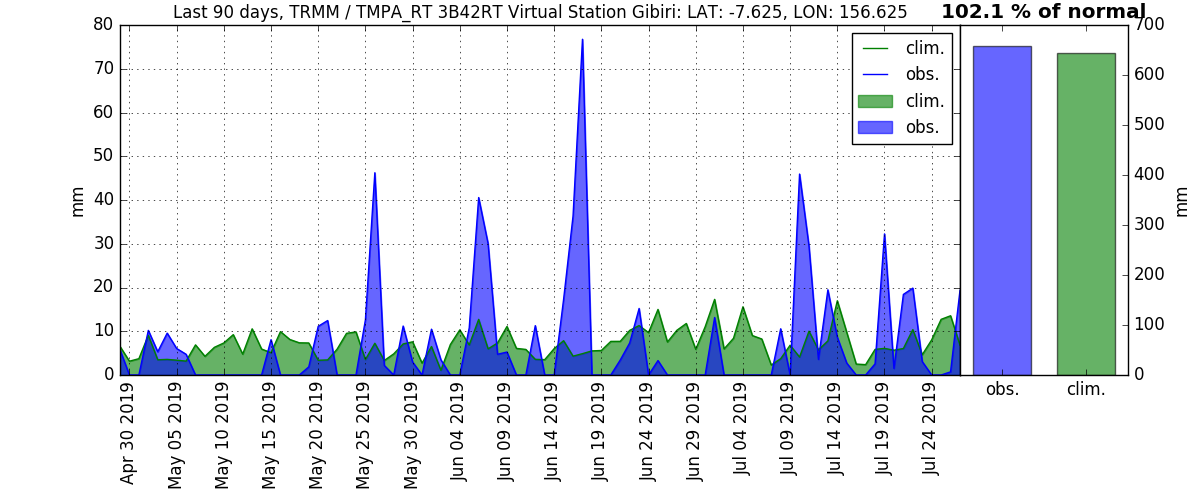 Last 90 days, TRMM / TMPA_RT 3B42RT Virtual Station Gibiri: LAT: -7.625, LON: 156.625
102.1 % of normal
clim.
obs.
clim.
obs.
mm
80
70
60
50
40
30
20
10
0
Apr 30 2019
May 05 2019
May 10 2019
May 15 2019
May 20 2019
May 25 2019
May 30 2019
Jun 04 2019
Jun 09 2019
Jun 14 2019
Jun 19 2019
Jun 24 2019
Jun 29 2019
Jul 04 2019
Jul 09 2019
Jul 14 2019
Jul 19 2019
Jul 24 2019
obs.
clim.
700
600
500
400
300
200
100
0
mm